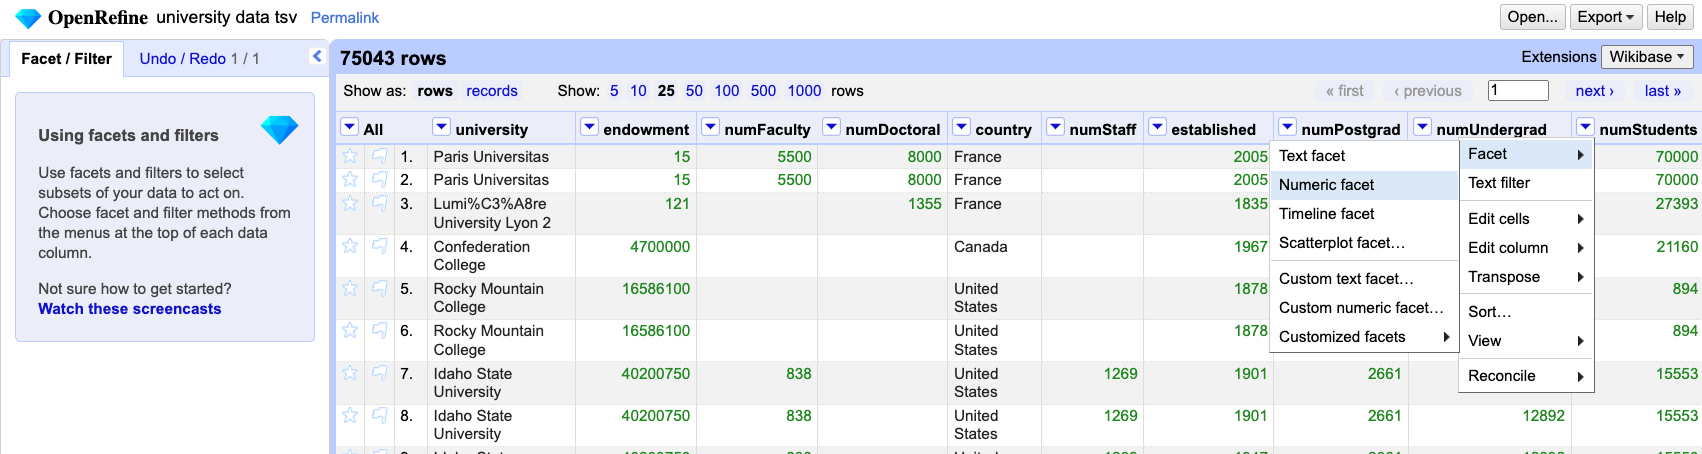 OpenRefine university data tsv Permalink Open... Export Help
Facet / Filter Undo / Redo 1 / 1 75043 rows Extensions Wikibase
Show as: rows records Show: 5 10 25 50 100 500 1000 rows « first ‹ previous 1 next › last »
Using facets and filters
Use facets and filters to select
subsets of your data to act on.
Choose facet and filter methods from
the menus at the top of each data
column.
Not sure how to get started?
Watch these screencasts
All university endowment numFaculty numDoctoral country numStaff established numPostgrad numUndergrad numStudents
1. Paris Universitas 15 5500 8000 France 2005 70000
2. Paris Universitas 15 5500 8000 France 2005 70000
3. Lumi%C3%A8re 121 1355 France 1835 27393
University Lyon 2
4. Confederation 4700000 Canada 1967 21160
College
5. Rocky Mountain 16586100 United 1878 894
College States
6. Rocky Mountain 16586100 United 1878 894
College States
7. Idaho State 40200750 838 United 1269 1901 2661 15553
University States
8. Idaho State 40200750 838 United 1269 1901 2661 12892 15553
University States
Text facet
Numeric facet
Timeline facet
Scatterplot facet…
Custom text facet…
Custom numeric facet…
Customized facets
Facet
Text filter
Edit cells
Edit column
Transpose
Sort…
View
Reconcile